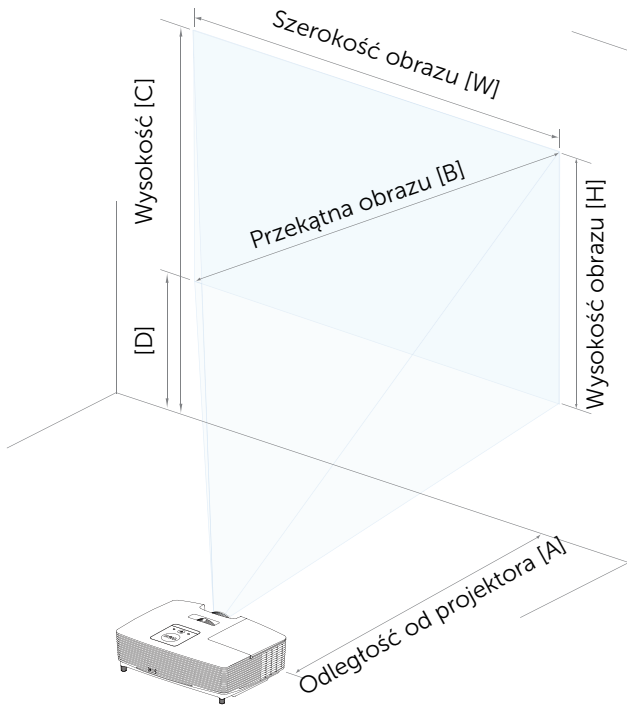 Szerokość obrazu [W]
Wysokość [C]
Przekątna obrazu [B]
Wysokość obrazu [H]
[D]
Odległość od projektora [A]